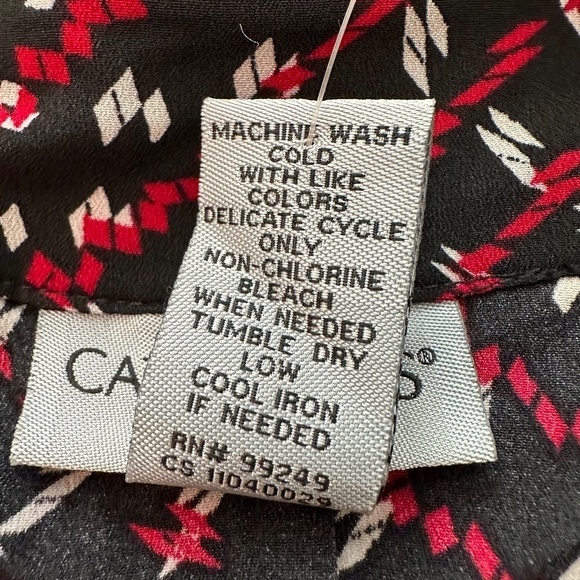 MACHINE WASH
COLD
WITH LIKE
COLORS
DELICATE CYCLE
ONLY
NON-CHLORINE
BLEACH
WHEN NEEDED
TUMBLE DRY
LOW
COOL IRON
IF NEEDED
RN# 99249
CS 11040029
CA
S®